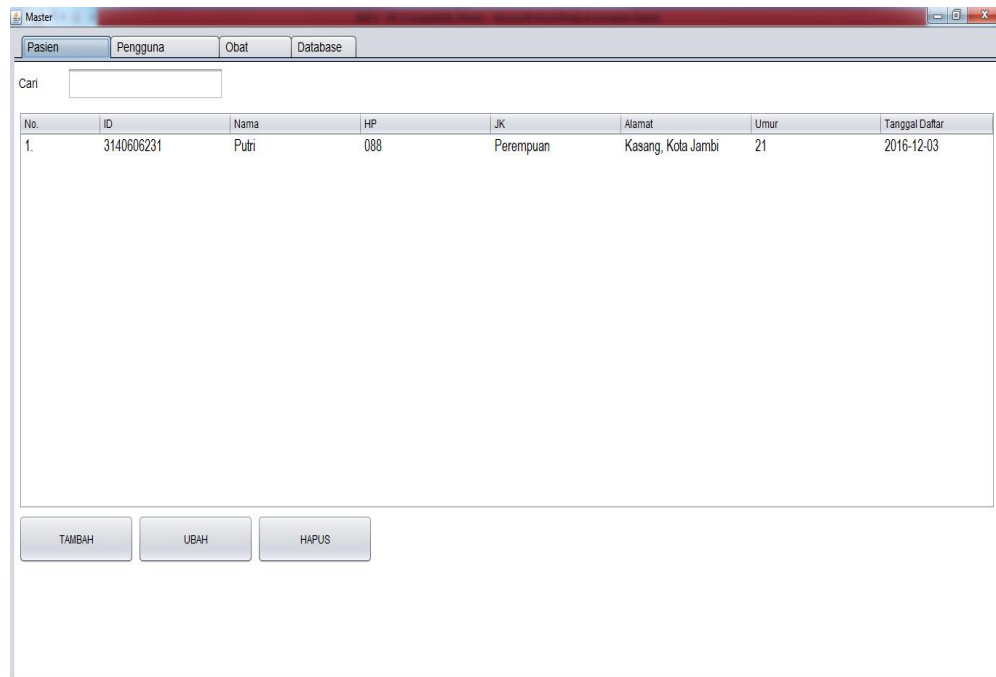 Master
Pasien Pengguna Obat Database
Cari
No. ID Nama HP JK Alamat Umur Tanggal Daftar
1. 3140606231 Putri 088 Perempuan Kasang, Kota Jambi 21 2016-12-03
TAMBAH UBAH HAPUS